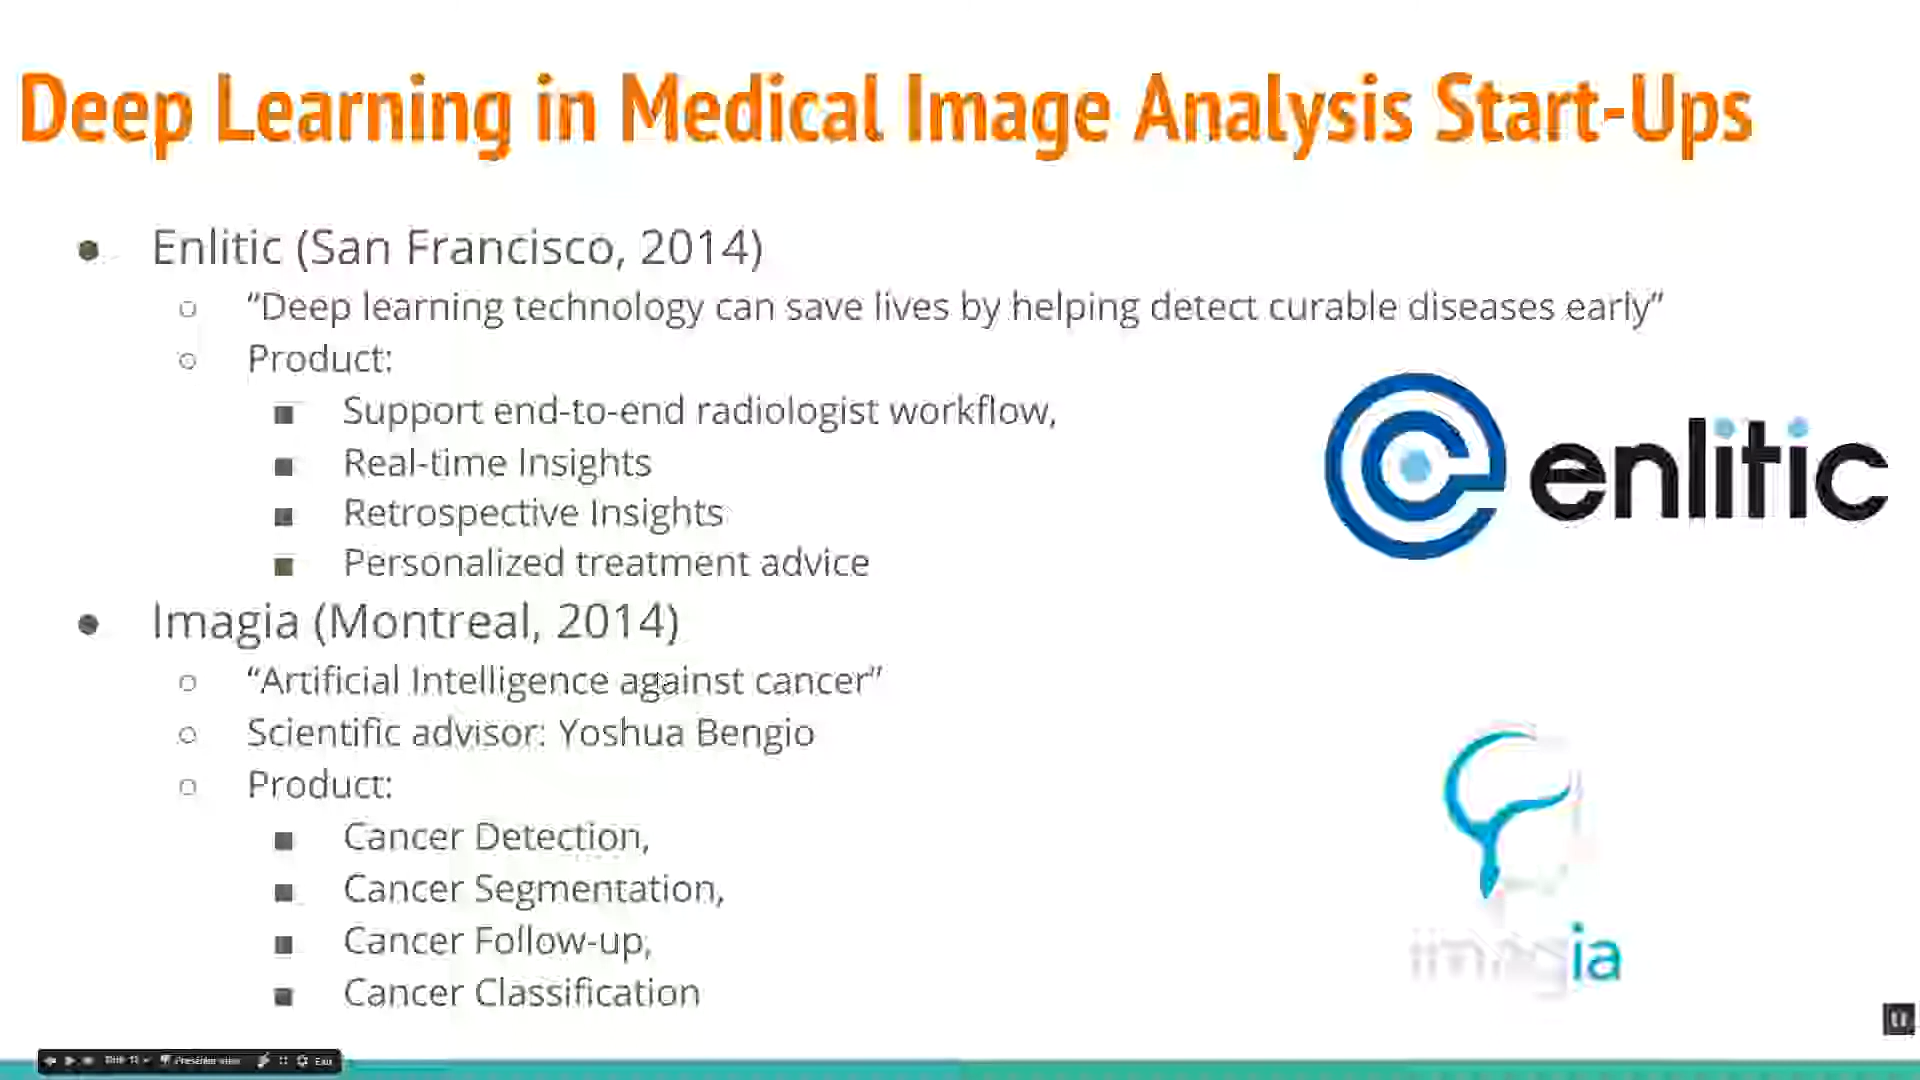 Deep Learning in Medical Image Analysis Start-Ups
Enlitic (San Francisco, 2014)
“Deep learning technology can save lives by helping detect curable diseases early”
Product:
Support end-to-end radiologist workflow,
Real-time Insights
Retrospective Insights
Personalized treatment advice
enlitic
Imagia (Montreal, 2014)
“Artificial Intelligence against cancer”
Scientific advisor: Yoshua Bengio
Product:
Cancer Detection,
Cancer Segmentation,
Cancer Follow-up,
Cancer Classification
imagia
Presenter view